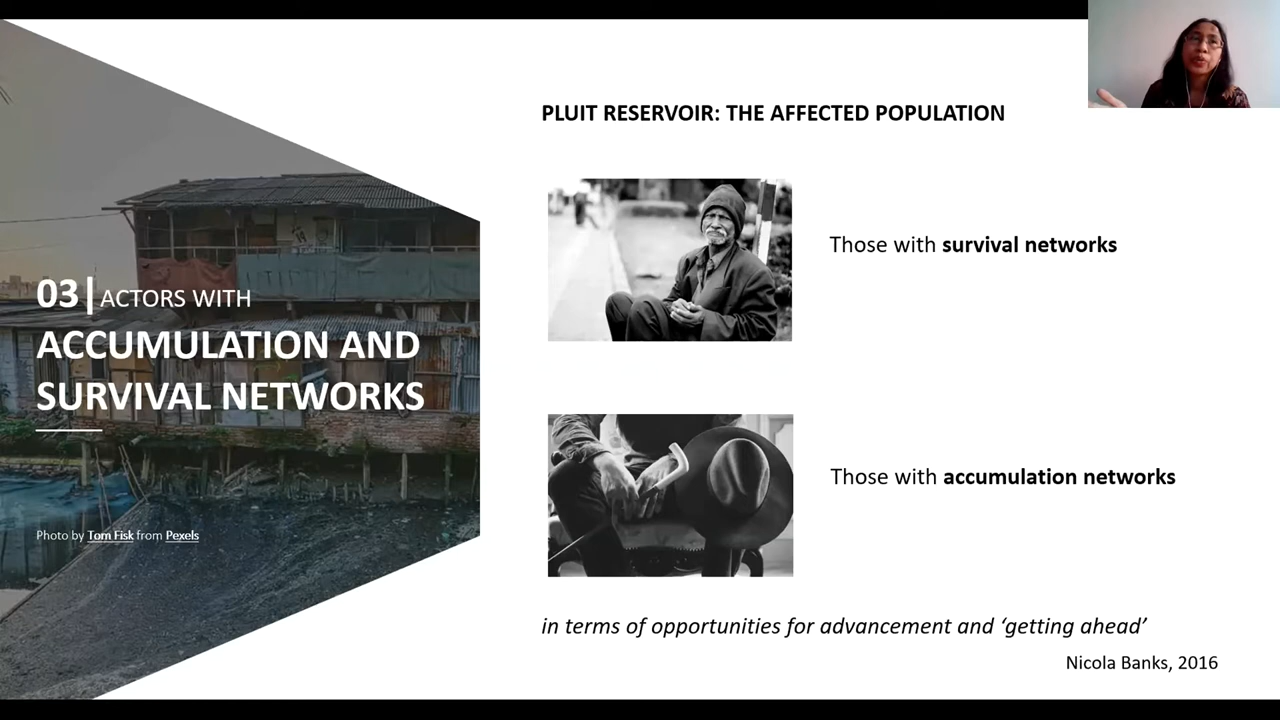 PLUIT RESERVOIR: THE AFFECTED POPULATION
Those with survival networks
03| ACTORS WITH
ACCUMULATION AND
SURVIVAL NETWORKS
Those with accumulation networks
Photo by Tom Fisk from Pexels
in terms of opportunities for advancement and ‘getting ahead’
Nicola Banks, 2016